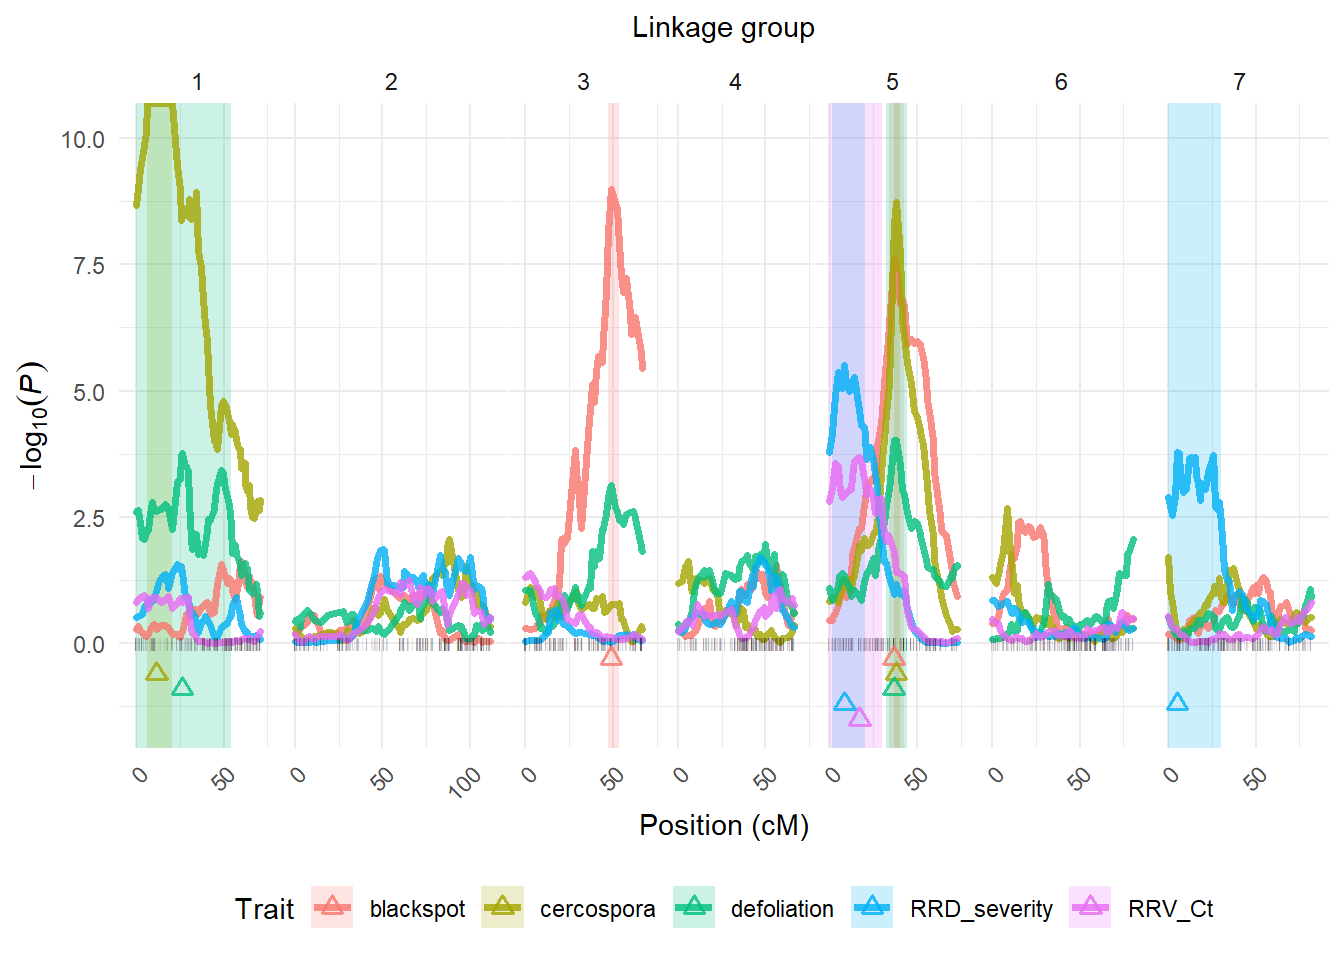 Linkage group
1 2 3 4 5 6 7
10.0
7.5
5.0
2.5
0.0
−log10(P)
0 50 0 50 100 0 50 0 50 0 50 0 50 0 50
Position (cM)
Trait blackspot cercospora defoliation RRD_severity RRV_Ct